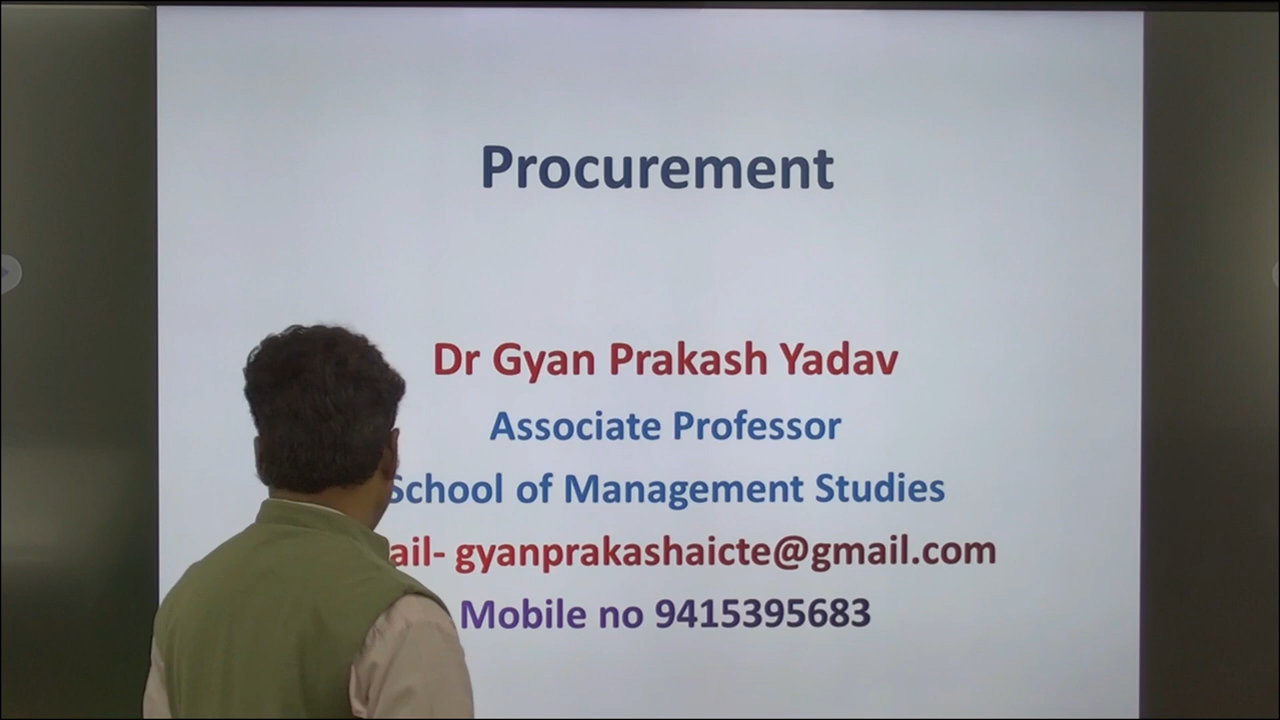 Procurement
Dr Gyan Prakash Yadav
Associate Professor
School of Management Studies
ail- gyanprakashaicte@gmail.com
Mobile no 9415395683